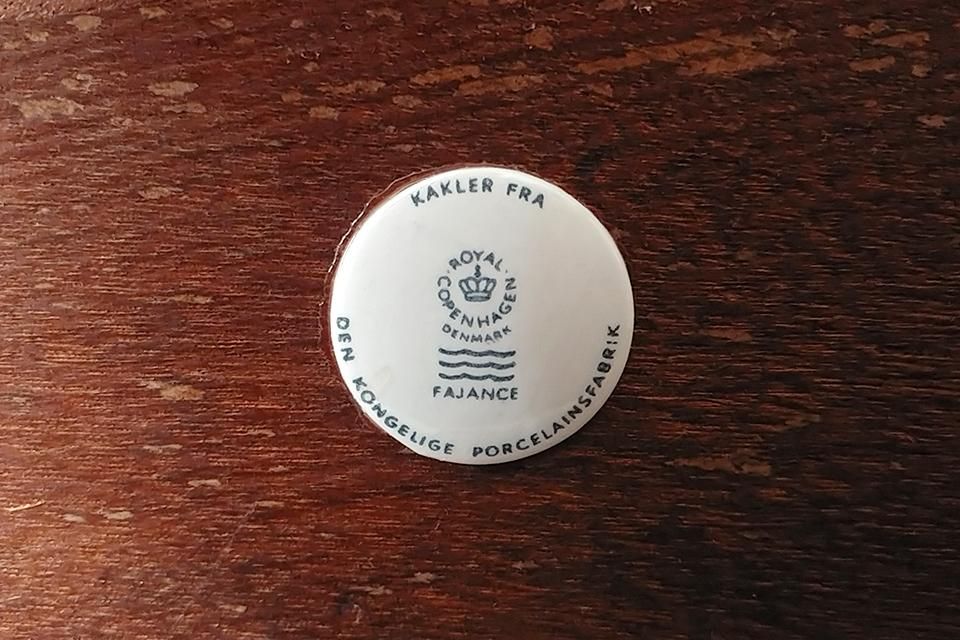 KAKLER FRA
ROYAL
COPENHAGEN
DENMARK
FAJANCE
DEN KONGELIGE PORCELAINSFABRIK